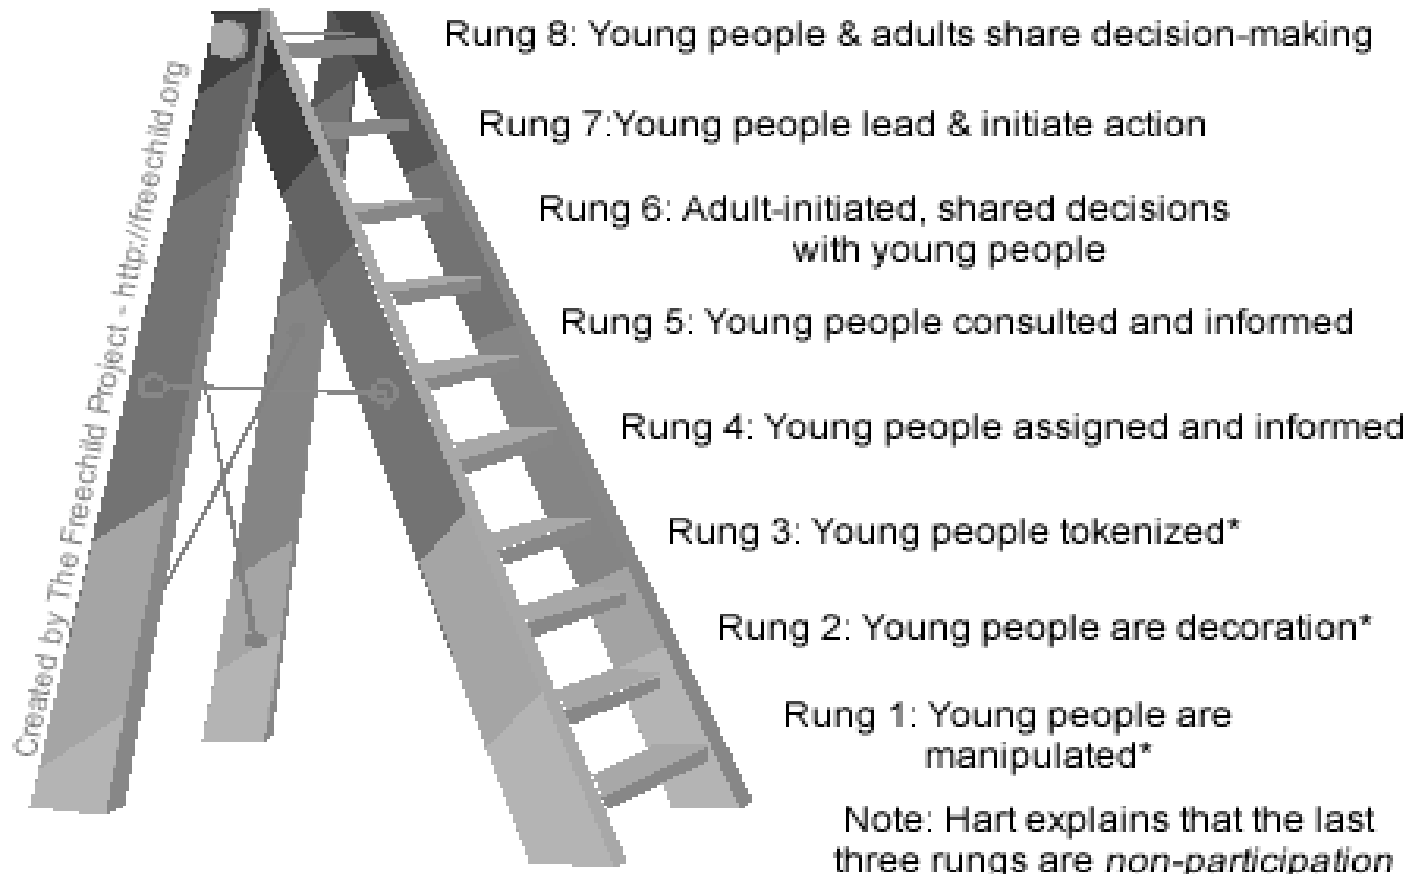 Rung 8: Young people & adults share decision-making
Rung 7:Young people lead & initiate action
Rung 6: Adult-initiated, shared decisions
with young people
Rung 5: Young people consulted and informed
Rung 4: Young people assigned and informed
Rung 3: Young people tokenized*
Rung 2: Young people are decoration*
Rung 1: Young people are
manipulated*
Note: Hart explains that the last
three rungs are non-participation
Created by The Freechild Project - http://freechild.org